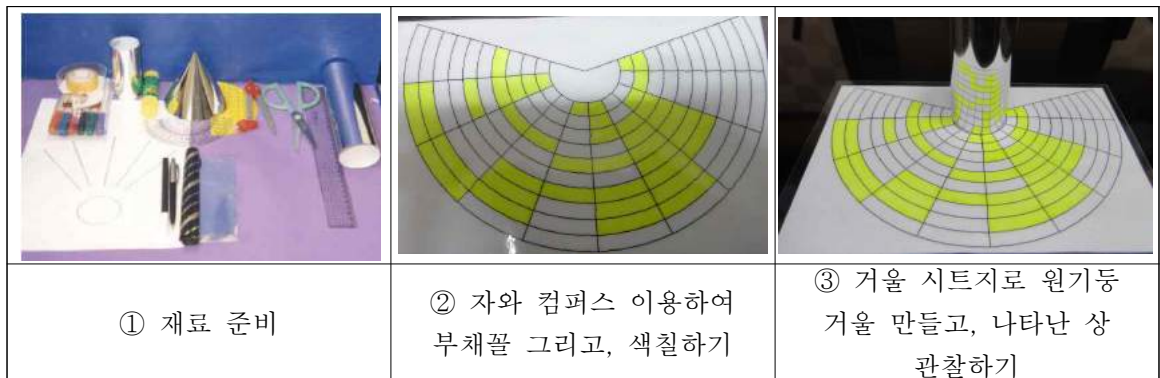 ① 재료 준비
② 자와 컴퍼스 이용하여
부채꼴 그리고, 색칠하기
③ 거울 시트지로 원기둥
거울 만들고, 나타난 상
관찰하기